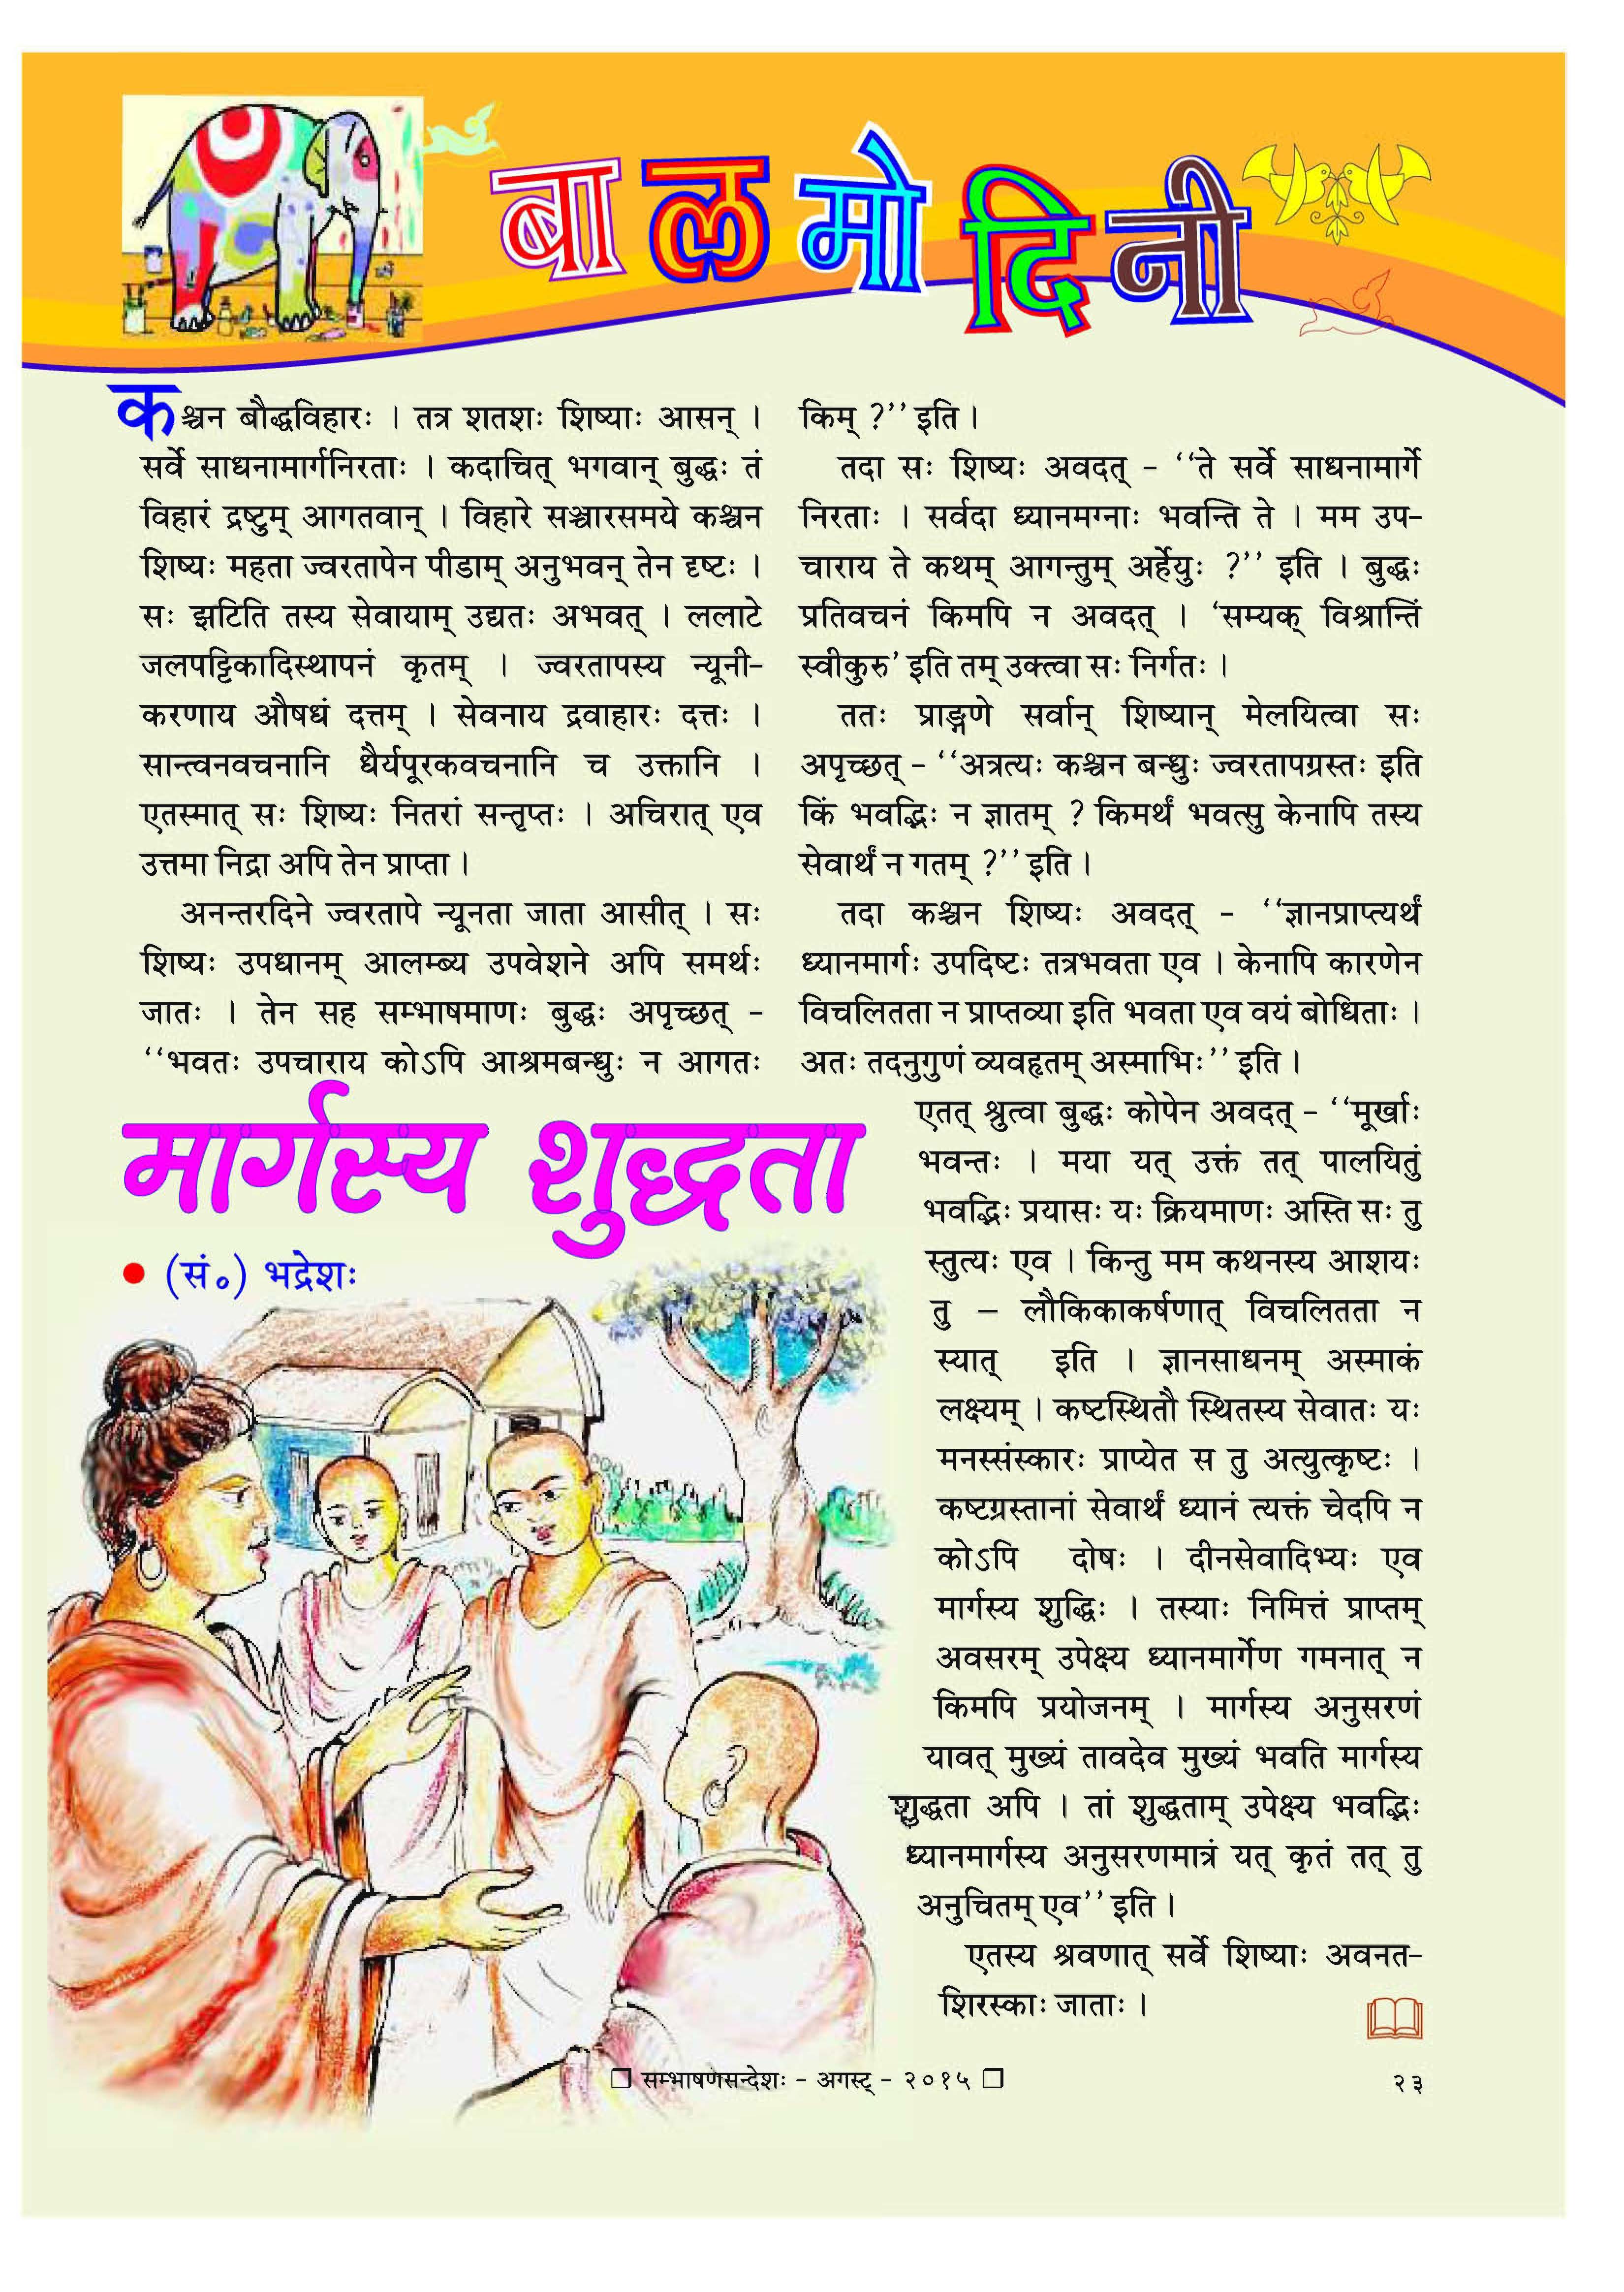 बालमोदिनी
कश्चन बौद्धविहारः । तत्र शतशः शिष्याः आसन् ।
सर्वे साधनामार्गनिरताः । कदाचित् भगवान् बुद्धः तं
विहारं द्रष्टुम् आगतवान् । विहारे सञ्चारसमये कश्चन
शिष्यः महता ज्वरतापेन पीडाम् अनुभवन् तेन दृष्टः ।
सः झटिति तस्य सेवायाम् उद्यतः अभवत् । ललाटे
जलपट्टिकादिस्थापनं कृतम् । ज्वरतापस्य न्यूनी-
करणाय औषधं दत्तम् । सेवनाय द्रवाहारः दत्तः ।
सान्त्वनवचनानि धैर्यपूरकवचनानि च उक्तानि ।
एतस्मात् सः शिष्यः नितरां सन्तृप्तः । अचिरात् एव
उत्तमा निद्रा अपि तेन प्राप्ता ।
अनन्तरदिने ज्वरतापे न्यूनता जाता आसीत् । सः
शिष्यः उपधानम् आलम्ब्य उपवेशने अपि समर्थः
जातः । तेन सह सम्भाषमाणः बुद्धः अपृच्छत् -
‘‘भवतः उपचाराय कोऽपि आश्रमबन्धुः न आगतः
किम् ?’’ इति ।
तदा सः शिष्यः अवदत् - ‘‘ते सर्वे साधनामार्गे
निरताः । सर्वदा ध्यानमग्नाः भवन्ति ते । मम उप-
चाराय ते कथम् आगन्तुम् अर्हेयुः ?’’ इति । बुद्धः
प्रतिवचनं किमपि न अवदत् । ‘सम्यक् विश्रान्तिं
स्वीकुरु’ इति तम् उक्त्वा सः निर्गतः ।
ततः प्राङ्गणे सर्वान् शिष्यान् मेलयित्वा सः
अपृच्छत् - ‘‘अत्रत्यः कश्चन बन्धुः ज्वरतापग्रस्तः इति
किं भवद्भिः न ज्ञातम् ? किमर्थं भवत्सु केनापि तस्य
सेवार्थं न गतम् ?’’ इति ।
तदा कश्चन शिष्यः अवदत् - ‘‘ज्ञानप्राप्त्यर्थं
ध्यानमार्गः उपदिष्टः तत्रभवता एव । केनापि कारणेन
विचलितता न प्राप्तव्या इति भवता एव वयं बोधिताः ।
अतः तदनुगुणं व्यवहृतम् अस्माभिः’’ इति ।
एतत् श्रुत्वा बुद्धः कोपेन अवदत् - ‘‘मूर्खाः
भवन्तः । मया यत् उक्तं तत् पालयितुं
भवद्भिः प्रयासः यः क्रियमाणः अस्ति सः तु
स्तुत्यः एव । किन्तु मम कथनस्य आशयः
तु – लौकिकाकर्षणात् विचलितता न
स्यात् इति । ज्ञानसाधनम् अस्माकं
लक्ष्यम् । कष्टस्थितौ स्थितस्य सेवातः यः
मनस्संस्कारः प्राप्येत स तु अत्युत्कृष्टः ।
कष्टग्रस्तानां सेवार्थं ध्यानं त्यक्तं चेदपि न
कोऽपि दोषः । दीनसेवादिभ्यः एव
मार्गस्य शुद्धिः । तस्याः निमित्तं प्राप्तम्
अवसरम् उपेक्ष्य ध्यानमार्गेण गमनात् न
किमपि प्रयोजनम् । मार्गस्य अनुसरणं
यावत् मुख्यं तावदेव मुख्यं भवति मार्गस्य
शुद्धता अपि । तां शुद्धताम् उपेक्ष्य भवद्भिः
ध्यानमार्गस्य अनुसरणमात्रं यत् कृतं तत् तु
अनुचितम् एव’’ इति ।
एतस्य श्रवणात् सर्वे शिष्याः अवनत-
शिरस्काः जाताः ।
मार्गस्य शुद्धता
• (सं०) भद्रेशः
❐ सम्भाषणसन्देशः - अगस्ट् - २०१५ ❐
२३